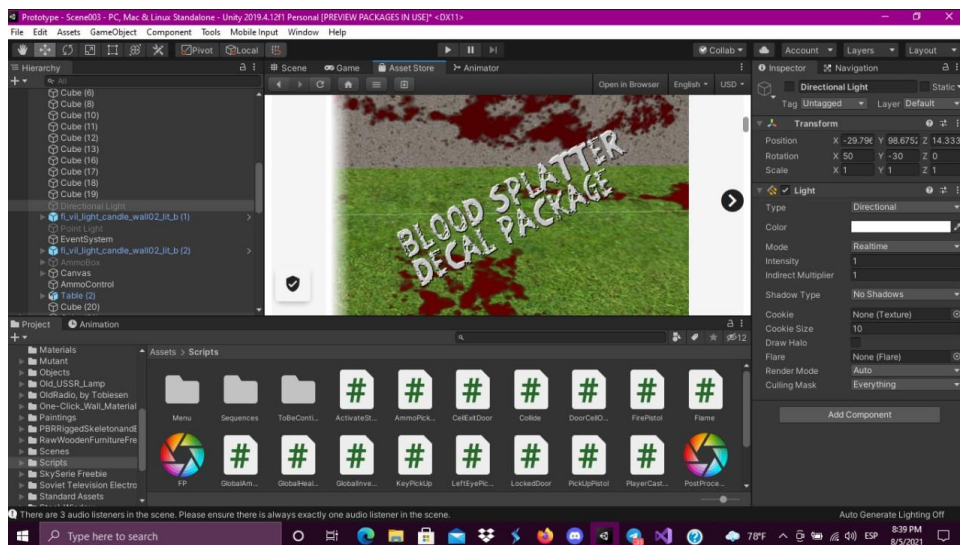 Prototype - Scene003 - PC, Mac & Linux Standalone - Unity 2019.4.12f1 Personal [PREVIEW PACKAGES IN USE]* <DX11>
File Edit Assets GameObject Component Tools Mobile Input Window Help
Pivot Local Collab Account Layers Layout
Hierarchy Scene Game Asset Store Animator Inspector Navigation
All Open in Browser English USD
Cube (6)
Cube (8)
Cube (10)
Cube (11)
Cube (12)
Cube (13)
Cube (16)
Cube (17)
Cube (18)
Cube (19)
Directional Light
fi_vil_light_candle_wall02_lit_b (1)
Point Light
EventSystem
fi_vil_light_candle_wall02_lit_b (2)
AmmoBox
Canvas
AmmoControl
Table (2)
Cube (20)
BLOOD SPLATTER
DECAL PACKAGE
Directional Light Static
Tag Untagged Layer Default
Transform
Position X -29.796 Y 98.6752 Z 14.333
Rotation X 50 Y -30 Z 0
Scale X 1 Y 1 Z 1
Light
Type Directional
Color
Mode Realtime
Intensity 1
Indirect Multiplier 1
Shadow Type No Shadows
Cookie None (Texture)
Cookie Size 10
Draw Halo
Flare None (Flare)
Render Mode Auto
Culling Mask Everything
Add Component
Project Animation
12
Materials
Mutant
Objects
Old_USSR_Lamp
OldRadio, by Tobiesen
One-Click_Wall_Material
Paintings
PBRRiggedSkeletonandE
RawWoodenFurnitureFre
Scenes
Scripts
SkySerie Freebie
Soviet Television Electro
Standard Assets
Assets > Scripts
Menu Sequences ToBeConti... ActivateSt... AmmoPick... CellExitDoor Collide DoorCellO... FirePistol Flame
FP GlobalAm... GlobalHeal... GlobalInve... KeyPickUp LeftEyePic... LockedDoor PickUpPistol PlayerCast... PostProce...
There are 3 audio listeners in the scene. Please ensure there is always exactly one audio listener in the scene. Auto Generate Lighting Off
Type here to search 78°F ESP 8:39 PM
8/5/2021